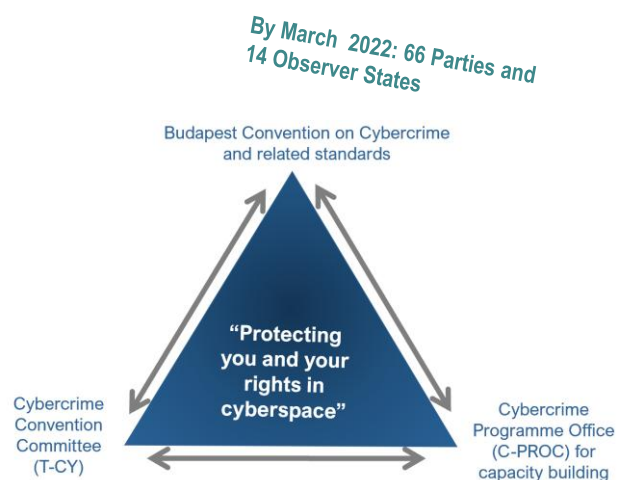 By March 2022: 66 Parties and
14 Observer States
Budapest Convention on Cybercrime
and related standards
“Protecting
you and your
rights in
cyberspace”
Cybercrime
Convention
Committee
(T-CY)
Cybercrime
Programme Office
(C-PROC) for
capacity building